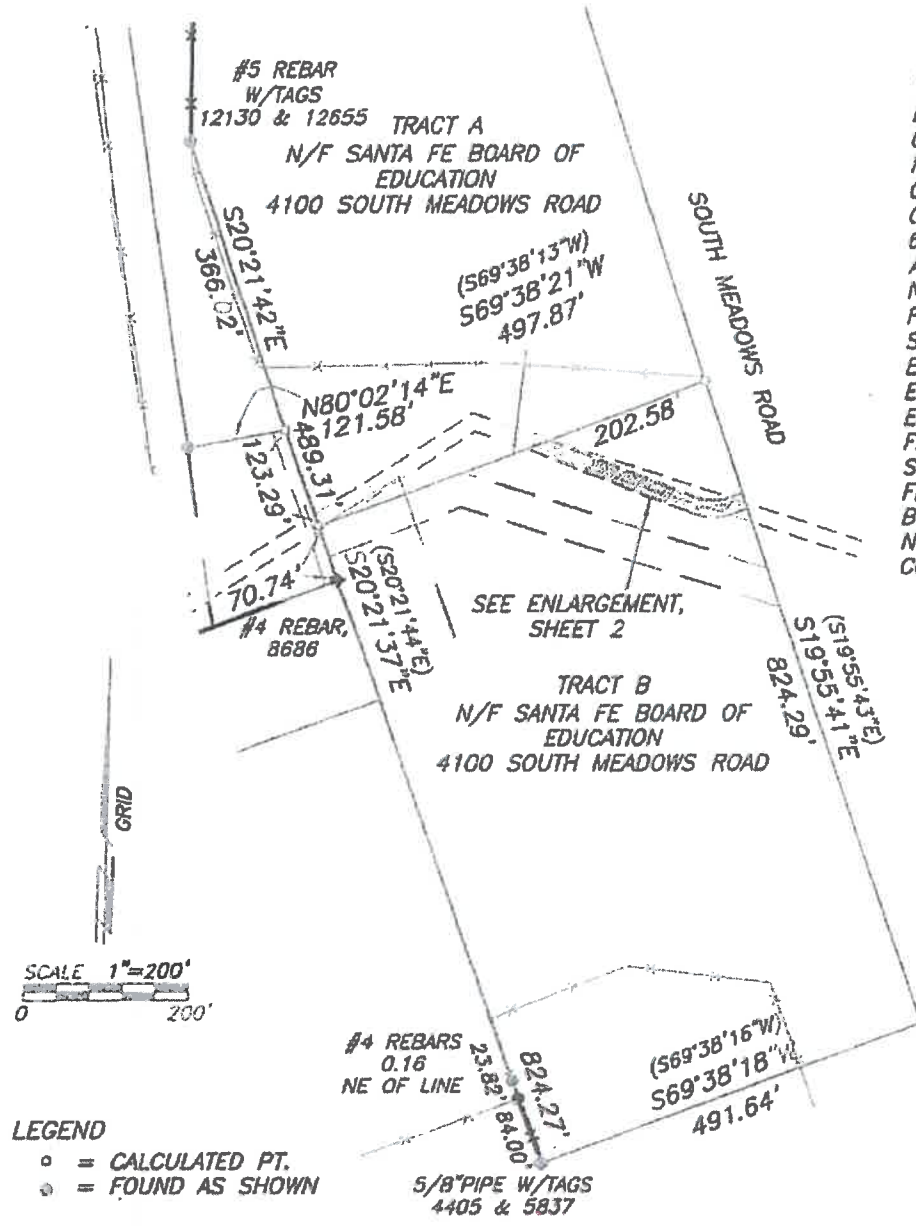 #5 REBAR
W/TAGS
12130 & 12655
TRACT A
N/F SANTA FE BOARD OF
EDUCATION
4100 SOUTH MEADOWS ROAD
SOUTH MEADOWS ROAD
S20°21'42"E
366.02'
(S69°38'13"W)
S69°38'21"W
497.87'
N80°02'14"E
121.58'
202.58'
489.31'
123.29'
70.74'
#4 REBAR,
8686
(S20°21'44"E)
S20°21'37"E
SEE ENLARGEMENT,
SHEET 2
TRACT B
N/F SANTA FE BOARD OF
EDUCATION
4100 SOUTH MEADOWS ROAD
(S19°55'43"E)
S19°55'41"E
824.29'
GRID
SCALE 1"=200'
0 200'
#4 REBARS
0.16
NE OF LINE
23.82'
84.00'
824.27'
(S69°38'16"W)
S69°38'18"W
491.64'
5/8"PIPE W/TAGS
4405 & 5837
LEGEND
= CALCULATED PT.
= FOUND AS SHOWN